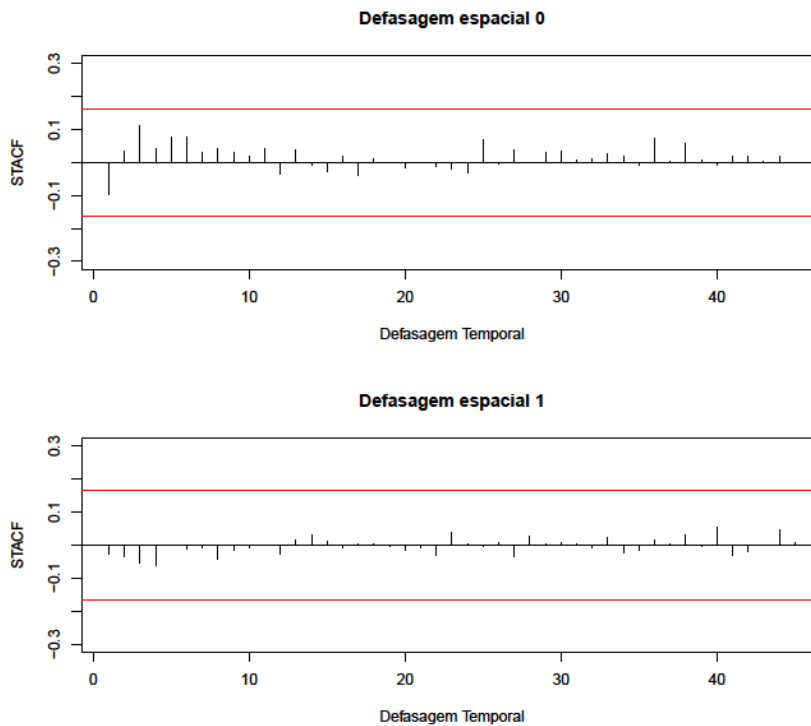 Defasagem espacial 0
STACF
0.3
0.1
−0.1
−0.3
0 10 20 30 40
Defasagem Temporal
Defasagem espacial 1
STACF
0.3
0.1
−0.1
−0.3
0 10 20 30 40
Defasagem Temporal